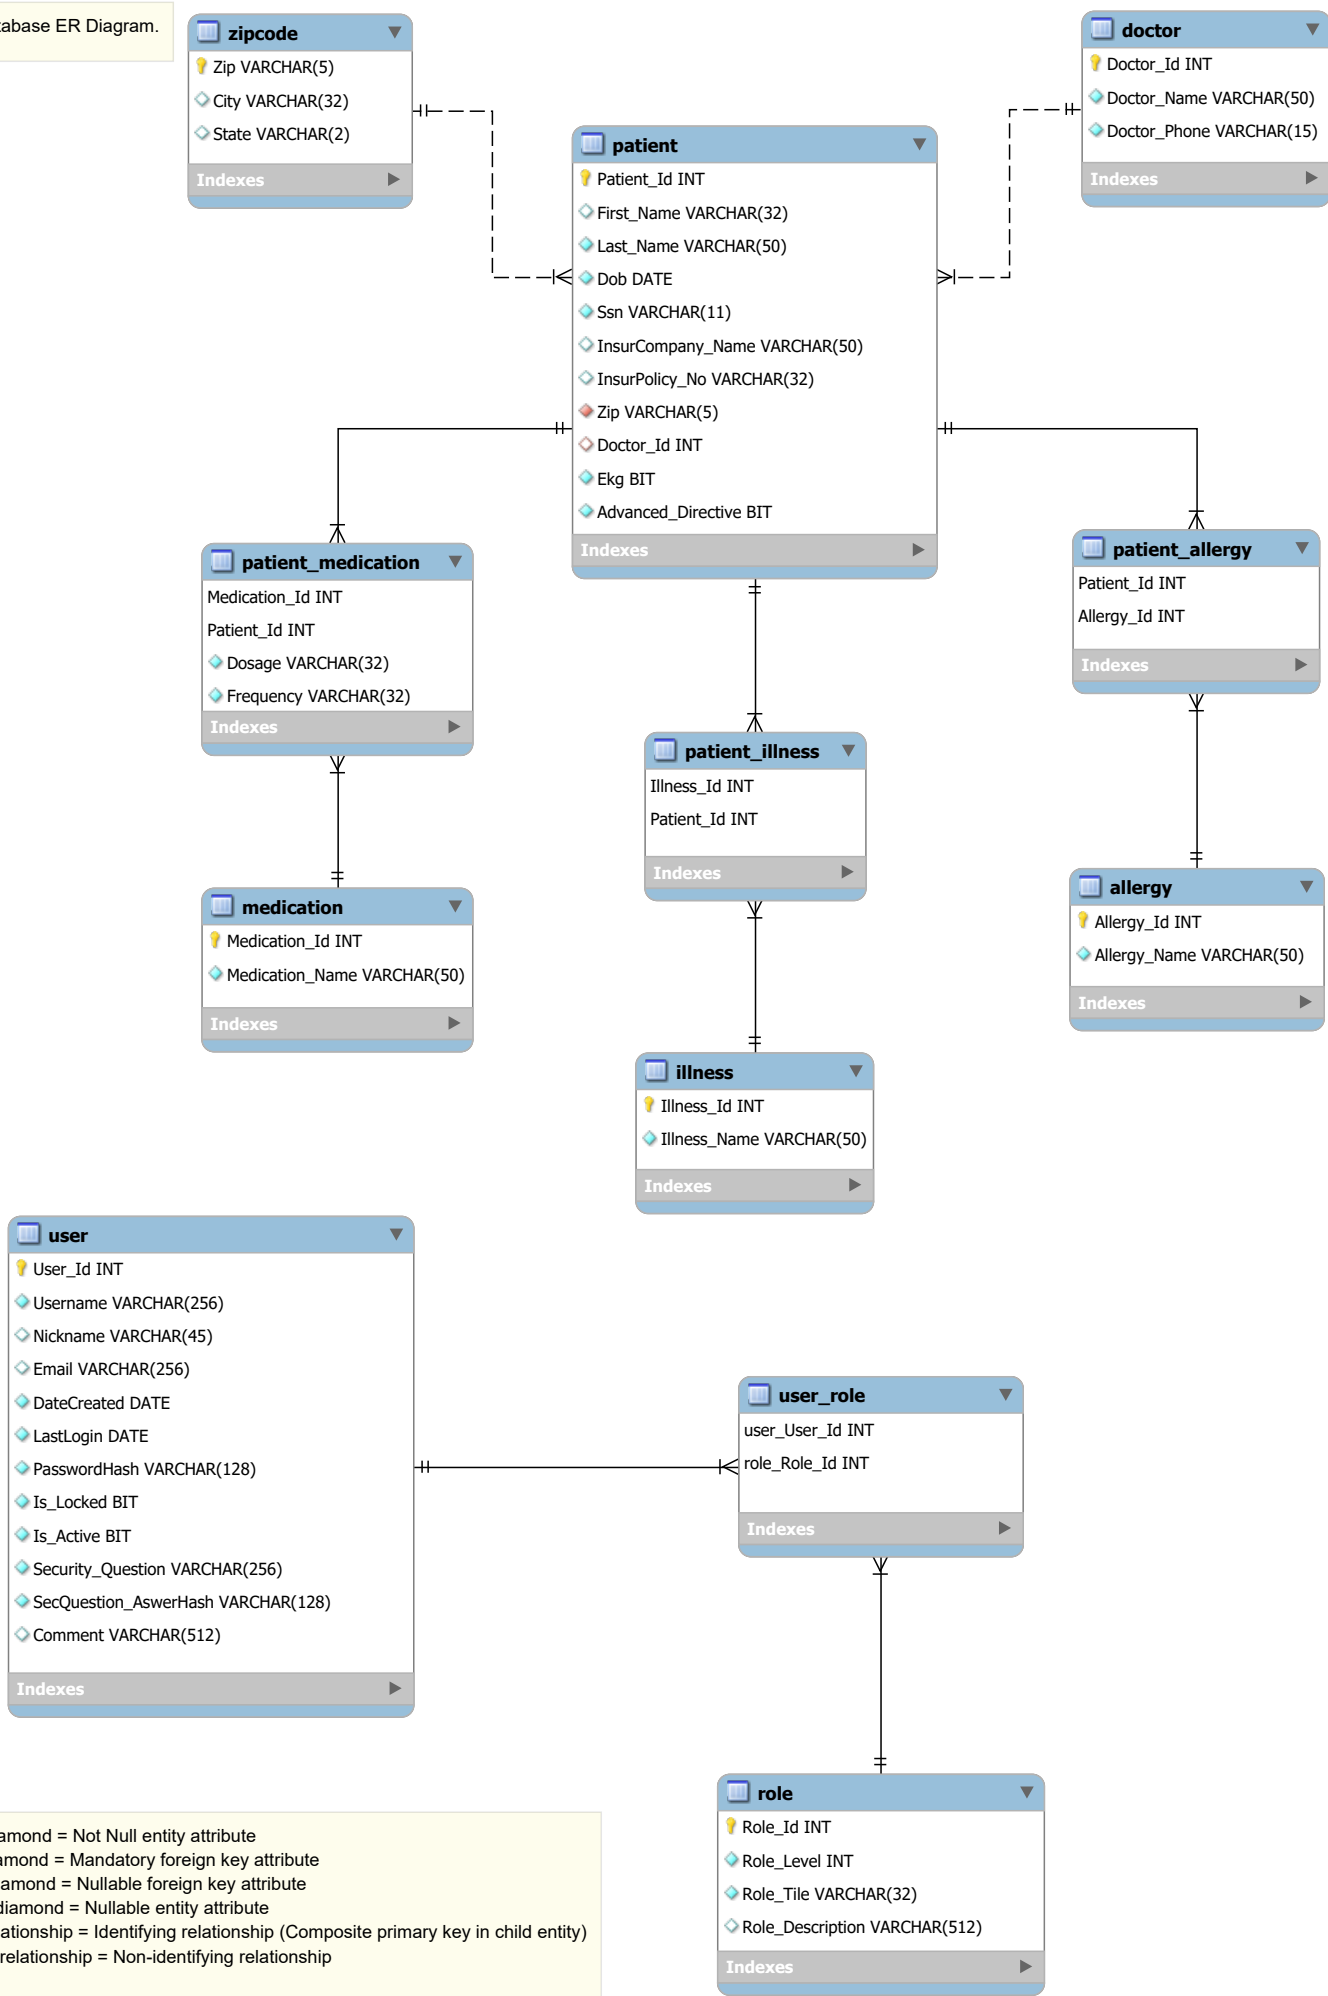 tabase ER Diagram.
zipcode
Zip VARCHAR(5)
City VARCHAR(32)
State VARCHAR(2)
Indexes
doctor
Doctor_Id INT
Doctor_Name VARCHAR(50)
Doctor_Phone VARCHAR(15)
Indexes
patient
Patient_Id INT
First_Name VARCHAR(32)
Last_Name VARCHAR(50)
Dob DATE
Ssn VARCHAR(11)
InsurCompany_Name VARCHAR(50)
InsurPolicy_No VARCHAR(32)
Zip VARCHAR(5)
Doctor_Id INT
Ekg BIT
Advanced_Directive BIT
Indexes
patient_medication
Medication_Id INT
Patient_Id INT
Dosage VARCHAR(32)
Frequency VARCHAR(32)
Indexes
patient_allergy
Patient_Id INT
Allergy_Id INT
Indexes
patient_illness
Illness_Id INT
Patient_Id INT
Indexes
medication
Medication_Id INT
Medication_Name VARCHAR(50)
Indexes
allergy
Allergy_Id INT
Allergy_Name VARCHAR(50)
Indexes
illness
Illness_Id INT
Illness_Name VARCHAR(50)
Indexes
user
User_Id INT
Username VARCHAR(256)
Nickname VARCHAR(45)
Email VARCHAR(256)
DateCreated DATE
LastLogin DATE
PasswordHash VARCHAR(128)
Is_Locked BIT
Is_Active BIT
Security_Question VARCHAR(256)
SecQuestion_AswerHash VARCHAR(128)
Comment VARCHAR(512)
Indexes
user_role
user_User_Id INT
role_Role_Id INT
Indexes
role
Role_Id INT
Role_Level INT
Role_Tile VARCHAR(32)
Role_Description VARCHAR(512)
Indexes
amond = Not Null entity attribute
amond = Mandatory foreign key attribute
iamond = Nullable foreign key attribute
diamond = Nullable entity attribute
lationship = Identifying relationship (Composite primary key in child entity)
relationship = Non-identifying relationship